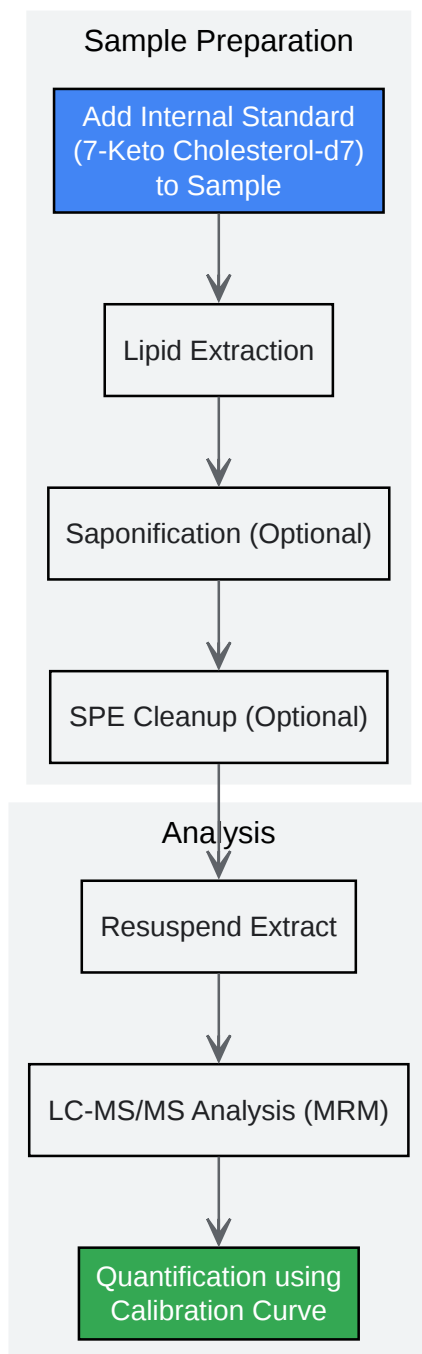 Sample Preparation
Add Internal Standard
(7-Keto Cholesterol-d7)
to Sample
Lipid Extraction
Saponification (Optional)
SPE Cleanup (Optional)
Analysis
Resuspend Extract
LC-MS/MS Analysis (MRM)
Quantification using
Calibration Curve